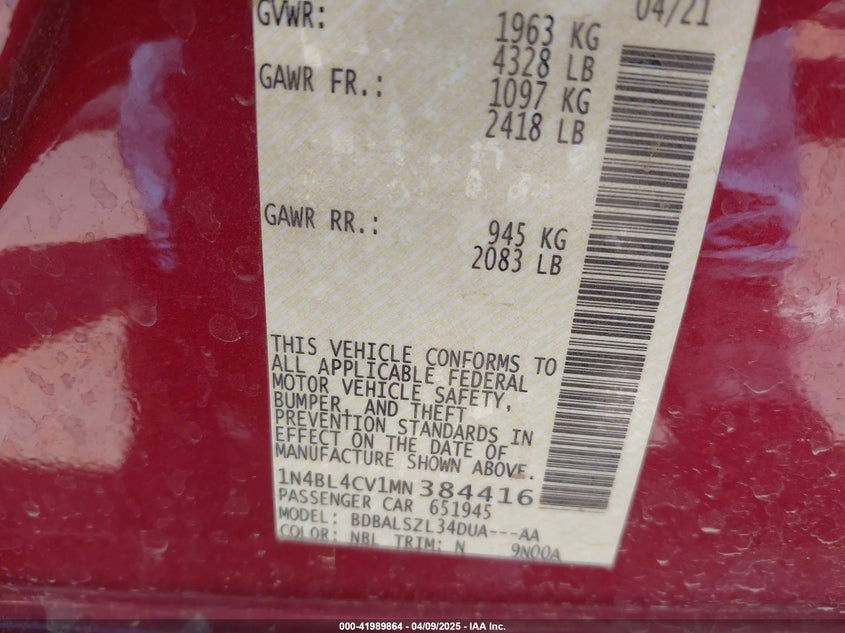 04/21
GVWR: 1963 KG
4328 LB
GAWR FR.: 1097 KG
2418 LB
GAWR RR.: 945 KG
2083 LB
THIS VEHICLE CONFORMS TO
ALL APPLICABLE FEDERAL
MOTOR VEHICLE SAFETY,
BUMPER, AND THEFT
PREVENTION STANDARDS IN
EFFECT ON THE DATE OF
MANUFACTURE SHOWN ABOVE.
1N4BL4CV1MN384416
PASSENGER CAR 651945
MODEL: BDBALSZL34DUA---AA
COLOR: NBL TRIM: N 9N00A
000-41989864 - 04/09/2025 - IAA Inc.